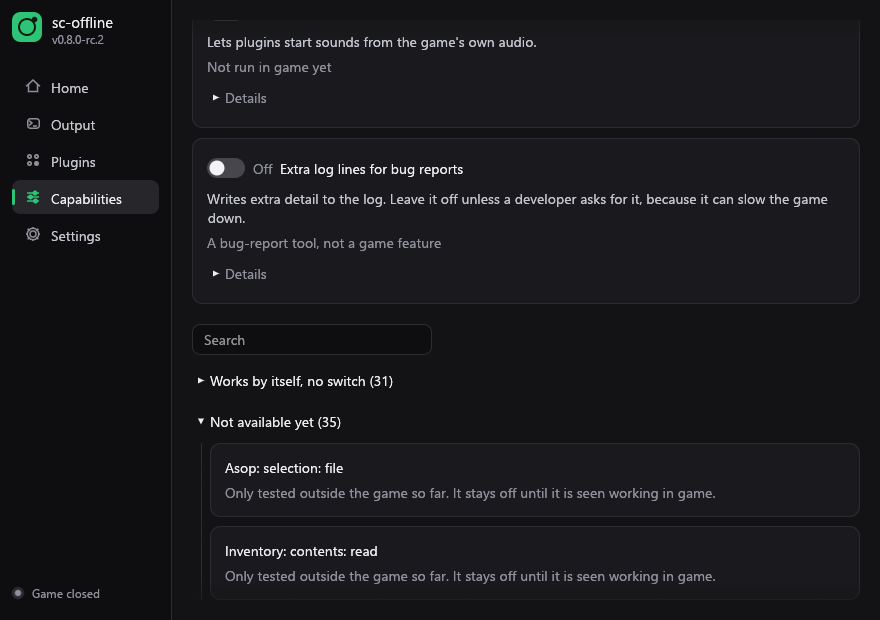 sc-offline
v0.8.0-rc.2
Home
Output
Plugins
Capabilities
Settings
Game closed
Lets plugins start sounds from the game's own audio.
Not run in game yet
Details
Off Extra log lines for bug reports
Writes extra detail to the log. Leave it off unless a developer asks for it, because it can slow the game
down.
A bug-report tool, not a game feature
Details
Search
Works by itself, no switch (31)
Not available yet (35)
Asop: selection: file
Only tested outside the game so far. It stays off until it is seen working in game.
Inventory: contents: read
Only tested outside the game so far. It stays off until it is seen working in game.